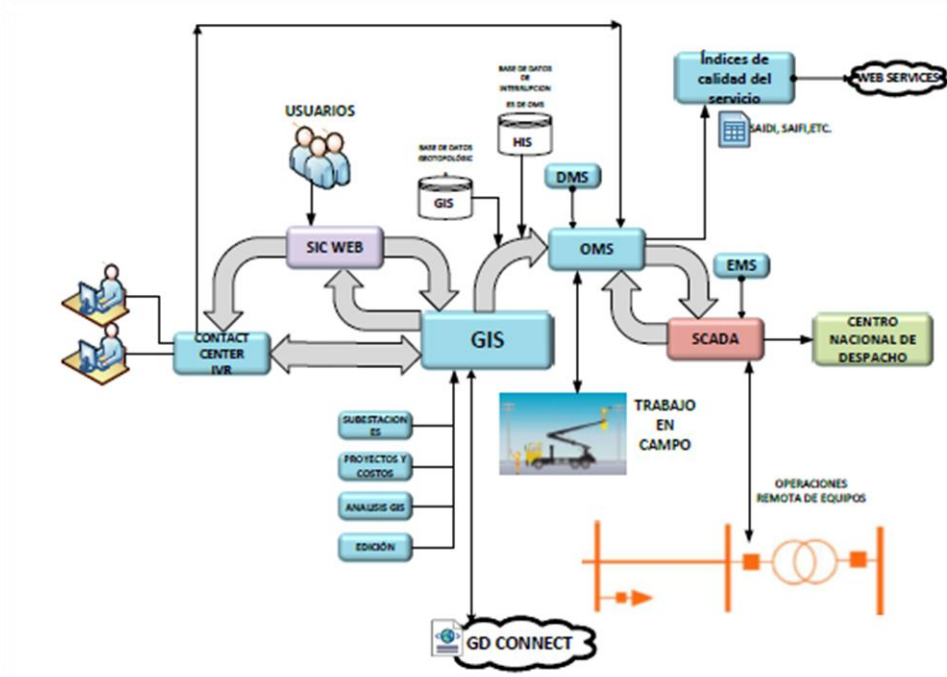 Índices de
calidad del
servicio
WEB SERVICES
SAIDI, SAIFI,ETC.
BASE DE DATOS
DE
INTERRUPCION
ES DE OMS
HIS
USUARIOS
BASE DE DATOS
GEOTOPOLÓGIC
A
GIS
DMS
SIC WEB
OMS
EMS
CONTACT
CENTER
IVR
GIS
SCADA
CENTRO
NACIONAL DE
DESPACHO
TRABAJO
EN
CAMPO
SUBESTACION
ES
PROYECTOS Y
COSTOS
ANALISIS GIS
EDICIÓN
OPERACIONES
REMOTA DE EQUIPOS
GD CONNECT